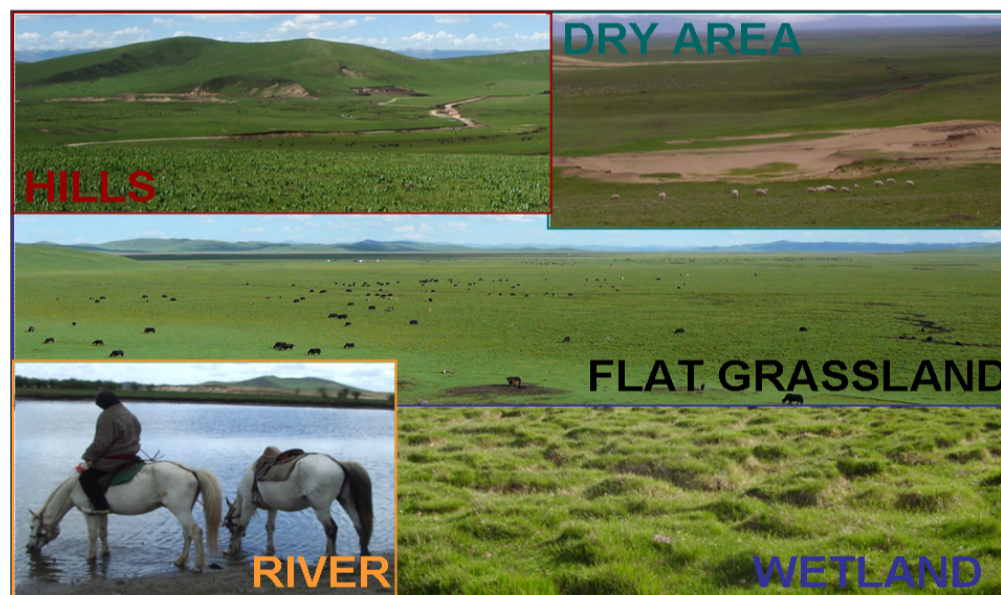 HILLS
DRY AREA
FLAT GRASSLAND
RIVER
WETLAND